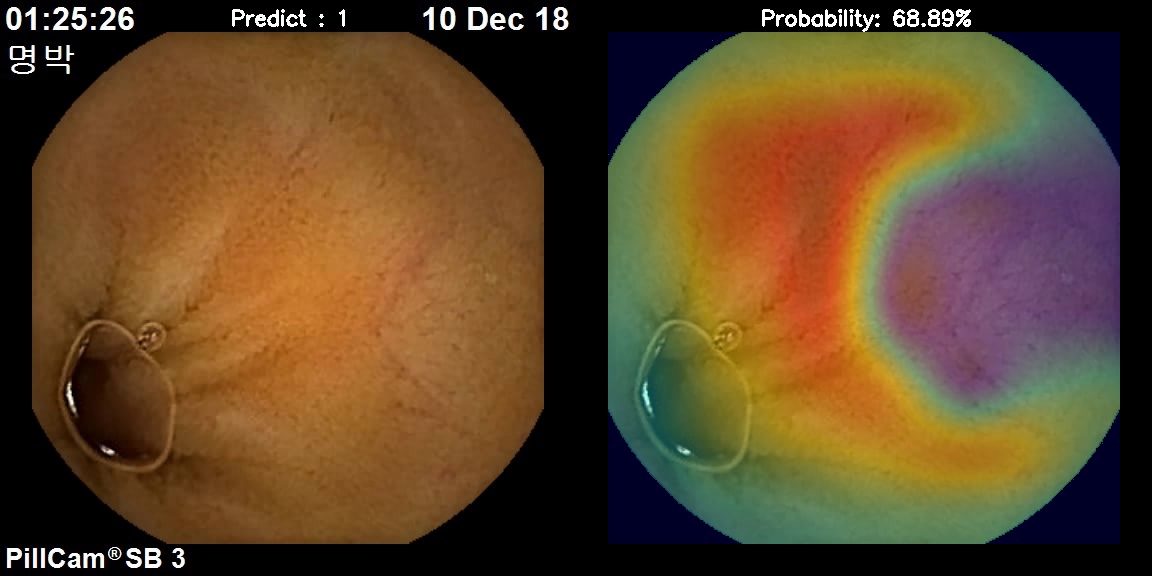 01:25:26
Predict : 1
10 Dec 18
Probability: 68.89%
명박
PillCam® SB 3